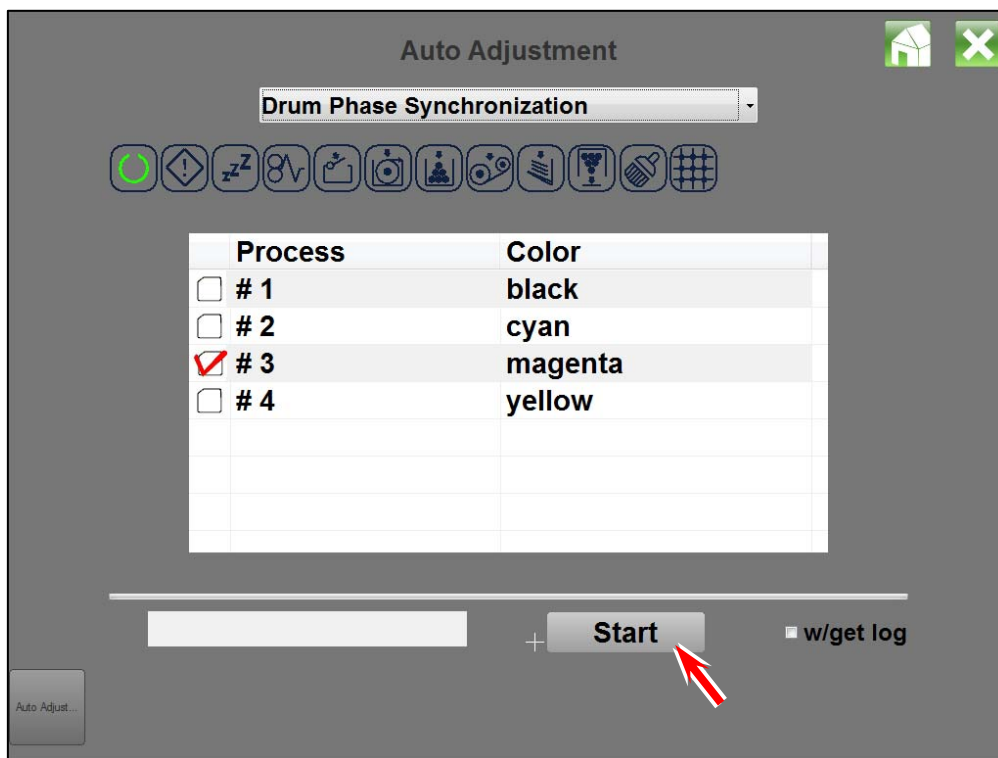 Auto Adjustment
Drum Phase Synchronization
zzZ
Process Color
# 1 black
# 2 cyan
# 3 magenta
# 4 yellow
Start
w/get log
Auto Adjust...